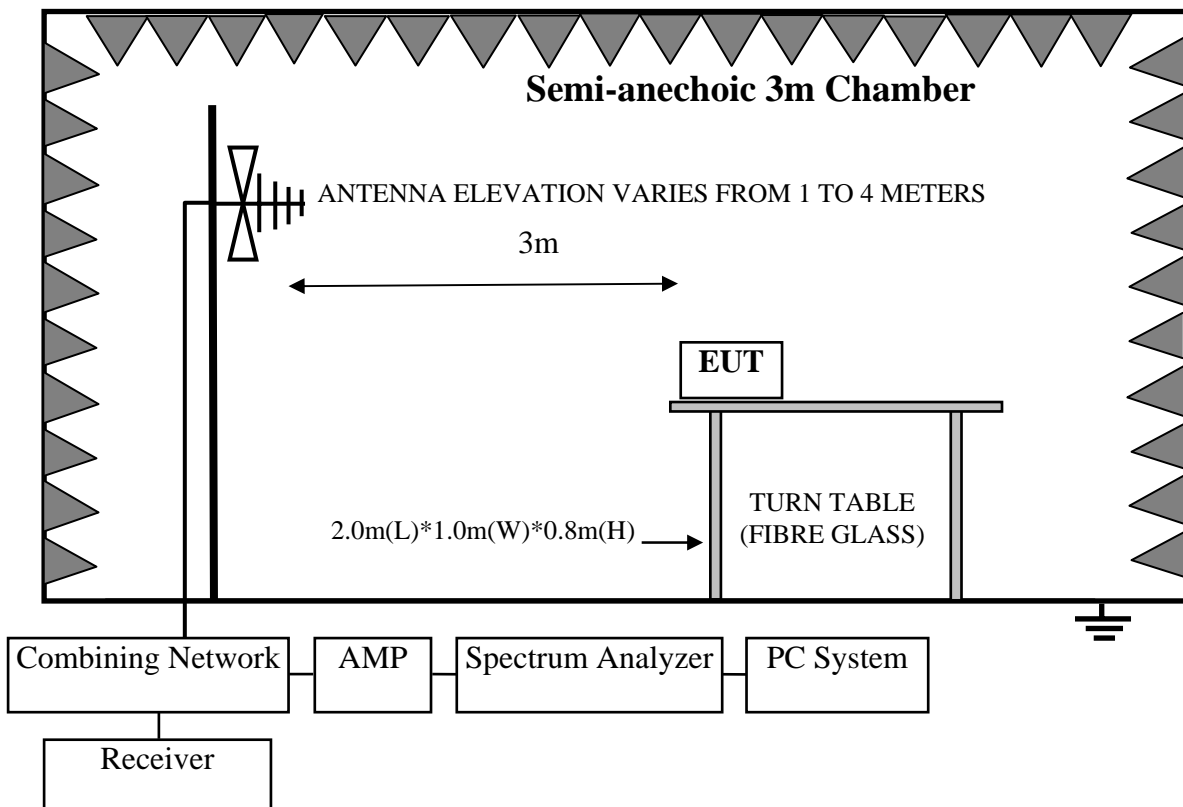 Semi-anechoic 3m Chamber
ANTENNA ELEVATION VARIES FROM 1 TO 4 METERS
3m
EUT
2.0m(L)*1.0m(W)*0.8m(H)
TURN TABLE
(FIBRE GLASS)
Combining Network
AMP
Spectrum Analyzer
PC System
Receiver